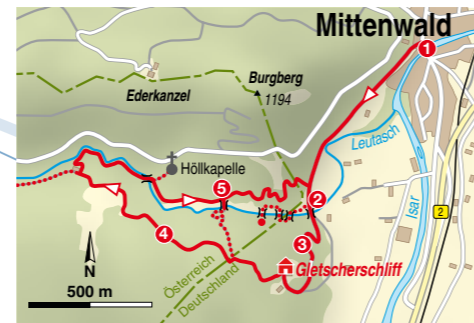 Mittenwald
1
Burgberg
1194
Ederkanzel
Leutasch
Höllkapelle
5
2
Isar
2
4
3
Gletscherschliff
N
500 m
Österreich
Deutschland